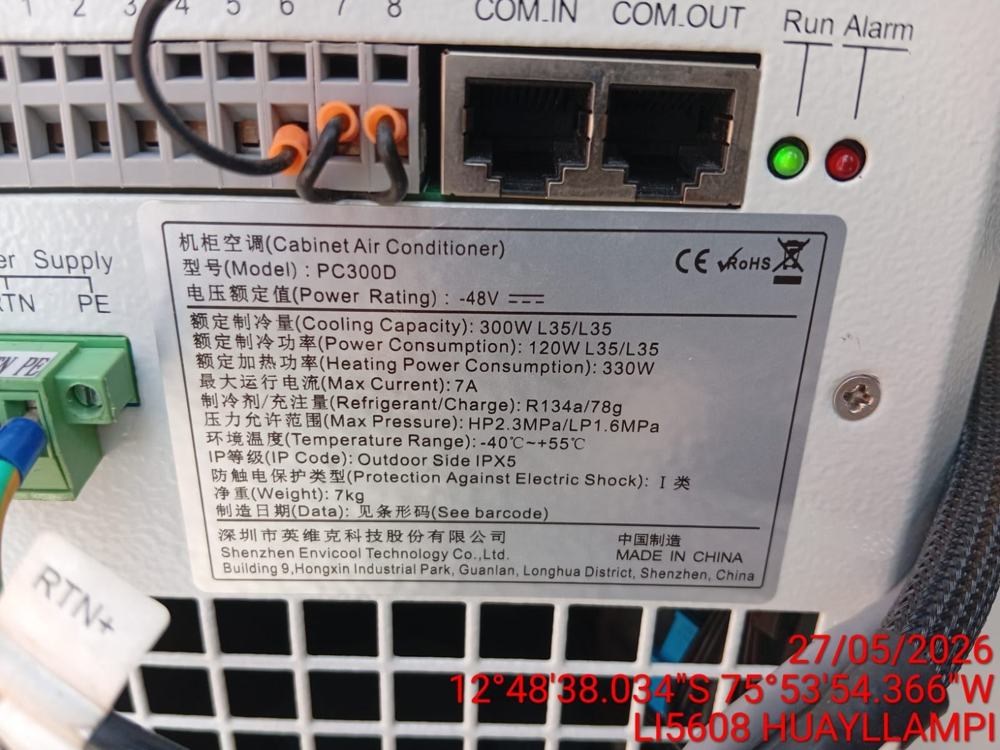 1 2 3 4 5 6 7 8 COM_IN COM_OUT Run Alarm
Supply
RTN PE
PE
机柜空调(Cabinet Air Conditioner)
型号(Model) : PC300D
CE RoHS
电压额定值(Power Rating) : -48V
额定制冷量(Cooling Capacity): 300W L35/L35
额定制冷功率(Power Consumption): 120W L35/L35
额定加热功率(Heating Power Consumption): 330W
最大运行电流(Max Current): 7A
制冷剂/充注量(Refrigerant/Charge): R134a/78g
压力允许范围(Max Pressure): HP2.3MPa/LP1.6MPa
环境温度(Temperature Range): -40℃~+55℃
IP等级(IP Code): Outdoor Side IPX5
防触电保护类型(Protection Against Electric Shock): I 类
净重(Weight): 7kg
制造日期(Data): 见条形码(See barcode)
深圳市英维克科技股份有限公司
中国制造
Shenzhen Envicool Technology Co.,Ltd.
MADE IN CHINA
Building 9,Hongxin Industrial Park, Guanlan, Longhua District, Shenzhen, China
RTN+
27/05/2026
12°48'38.034"S 75°53'54.366"W
LI5608 HUAYLLAMPI